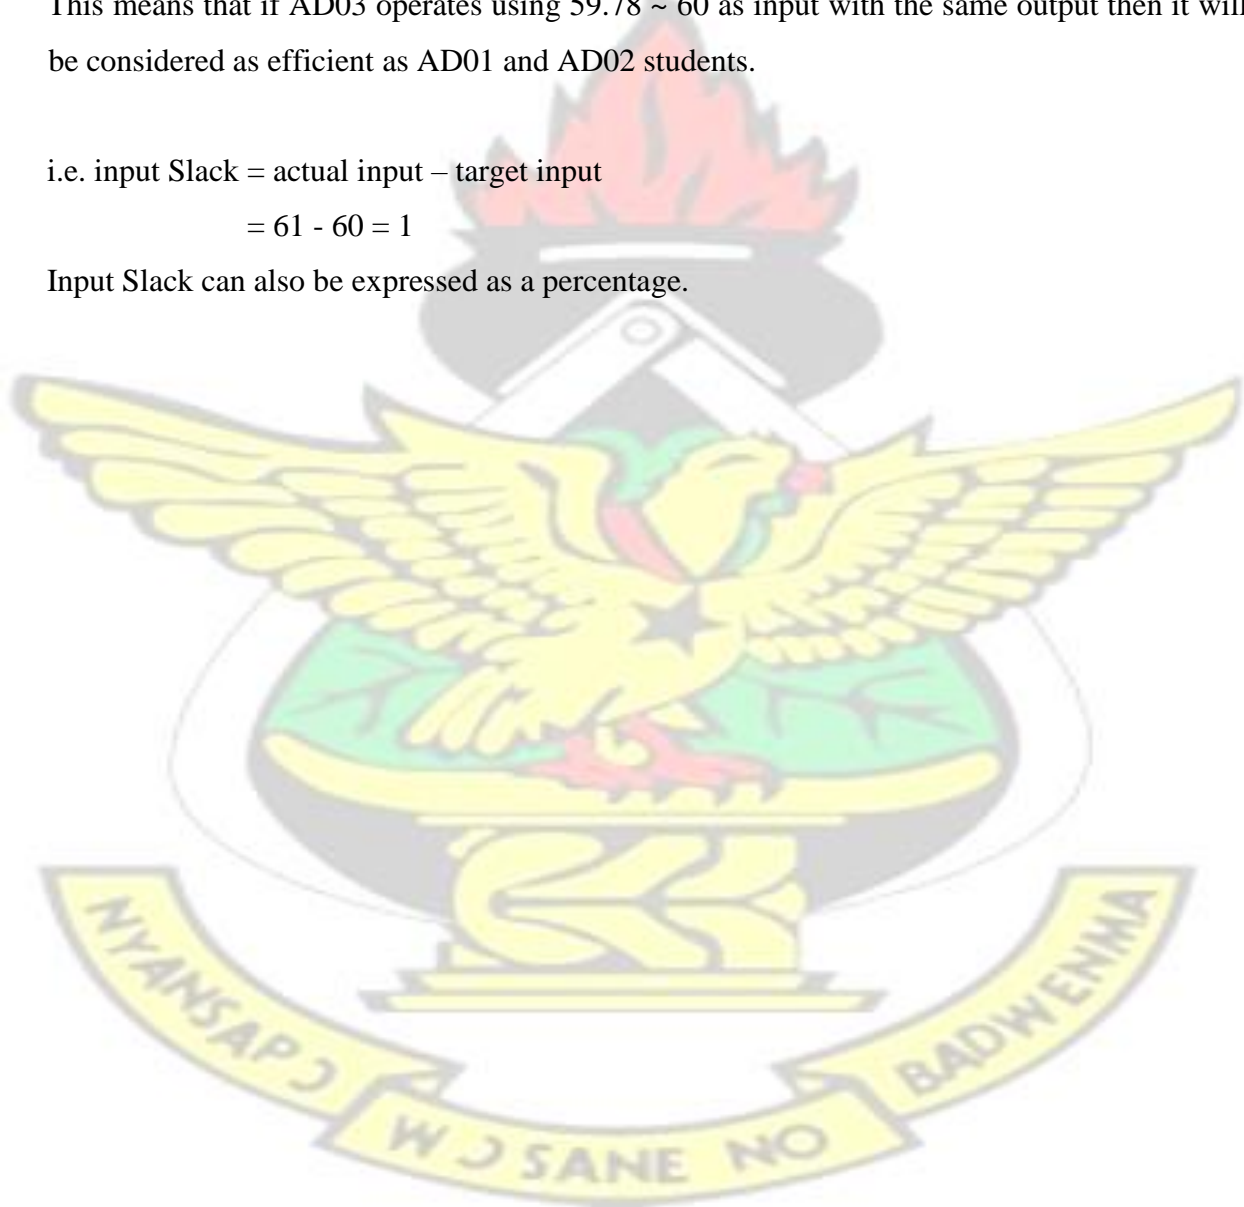 This means that if AD03 operates using 59.78 ~ 60 as input with the same output then it will
be considered as efficient as AD01 and AD02 students.
i.e. input Slack = actual input – target input
= 61 - 60 = 1
Input Slack can also be expressed as a percentage.
NYANSAPƆ
WƆSANE NO
BADWENMA